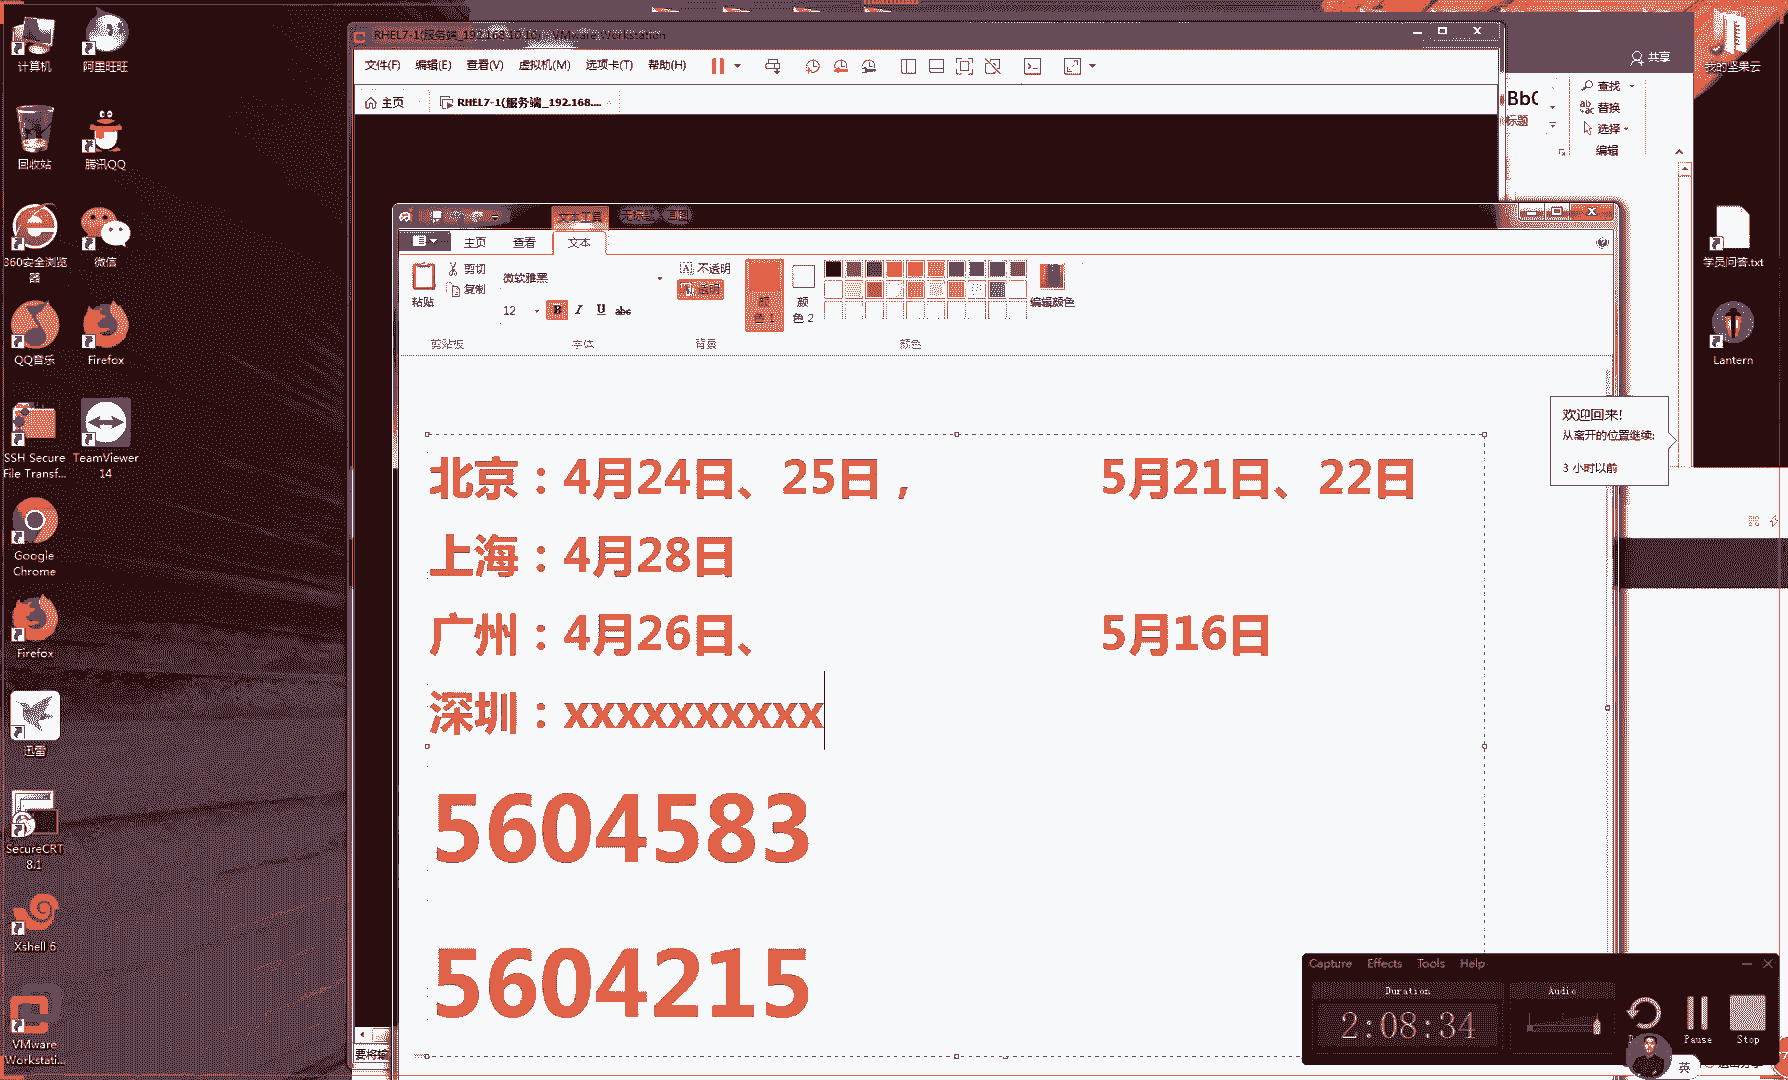 计算机
阿里旺旺
回收站
腾讯QQ
360安全浏览
器
微信
QQ音乐
Firefox
SSH Secure
File Transf...
TeamViewer
14
Google
Chrome
Firefox
迅雷
SecureCRT
8.1
Xshell 6
VMware
Workstati...
RHEL7-1(服务端_192.168.10.10) - VMware Workstation
文件(F) 编辑(E) 查看(V) 虚拟机(M) 选项卡(T) 帮助(H)
主页 RHEL7-1(服务端_192.168....
共享
查找
替换
选择
编辑
标题
我的坚果云
学员问答.txt
Lantern
文本工具 无标题 - 画图
主页 查看 文本
粘贴
剪切
复制
剪贴板
微软雅黑
12 B I U abc
字体
不透明
透明
背景
颜
色 1
颜
色 2
编辑颜色
颜色
欢迎回来!
从离开的位置继续:
3 小时以前
北京：4月24日、25日， 5月21日、22日
上海：4月28日
广州：4月26日、 5月16日
深圳：xxxxxxxxxx
5604583
5604215
Capture Effects Tools Help
Duration
2:08:34
Audio
Pause
Stop
英